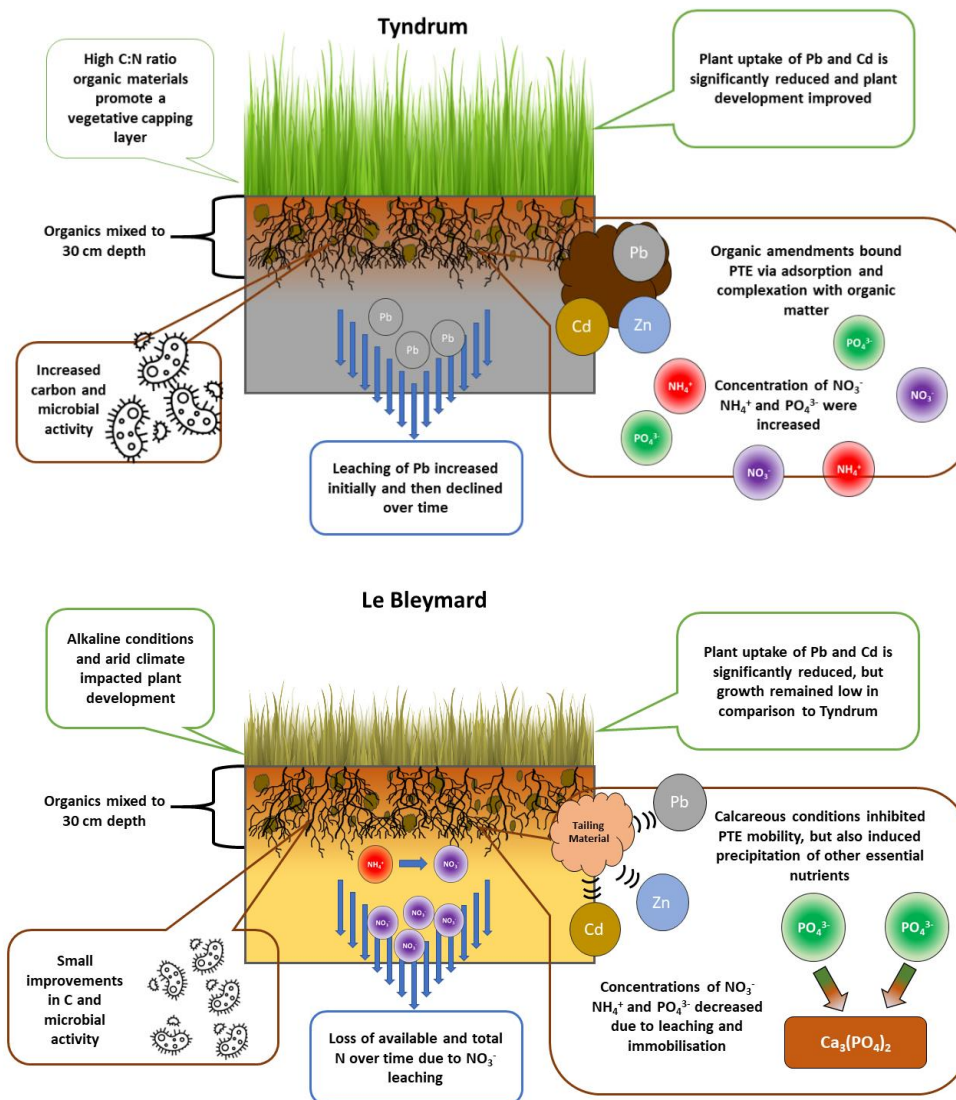 Tyndrum
High C:N ratio
organic materials
promote a
vegetative capping
layer
Plant uptake of Pb and Cd is
significantly reduced and plant
development improved
Organics mixed to
30 cm depth
Pb
Pb
Pb
Pb
Cd
Zn
Organic amendments bound
PTE via adsorption and
complexation with organic
matter
PO₄³⁻
NH₄⁺
Concentration of NO₃⁻
NH₄⁺ and PO₄³⁻ were
increased
NO₃⁻
PO₄³⁻
NO₃⁻
NH₄⁺
Increased
carbon and
microbial
activity
Leaching of Pb increased
initially and then declined
over time
Le Bleymard
Alkaline conditions
and arid climate
impacted plant
development
Plant uptake of Pb and Cd is
significantly reduced, but
growth remained low in
comparison to Tyndrum
Organics mixed to
30 cm depth
Tailing
Material
Pb
Zn
Cd
NH₄⁺
NO₃⁻
NO₃⁻
NO₃⁻
NO₃⁻
NO₃⁻
Calcareous conditions inhibited
PTE mobility, but also induced
precipitation of other essential
nutrients
PO₄³⁻
PO₄³⁻
Concentrations of NO₃⁻
NH₄⁺ and PO₄³⁻ decreased
due to leaching and
immobilisation
Ca₃(PO₄)₂
Small
improvements
in C and
microbial
activity
Loss of available and total
N over time due to NO₃⁻
leaching